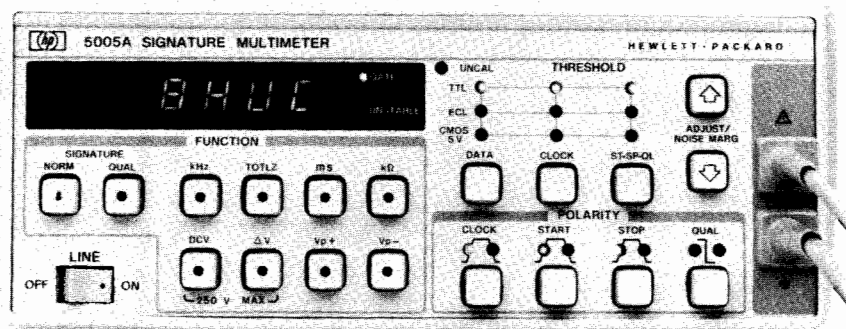 hp 5005A SIGNATURE MULTIMETER
HEWLETT · PACKARD
8HUC
GATE
UNSTABLE
UNCAL
THRESHOLD
TTL
ECL
CMOS
5 V
DATA
CLOCK
ST-SP-QL
ADJUST/
NOISE MARG
FUNCTION
SIGNATURE
NORM
QUAL
kHz
TOTLZ
ms
kΩ
DCV
ΔV
Vp+
Vp−
250 V MAX
LINE
OFF
ON
POLARITY
CLOCK
START
STOP
QUAL